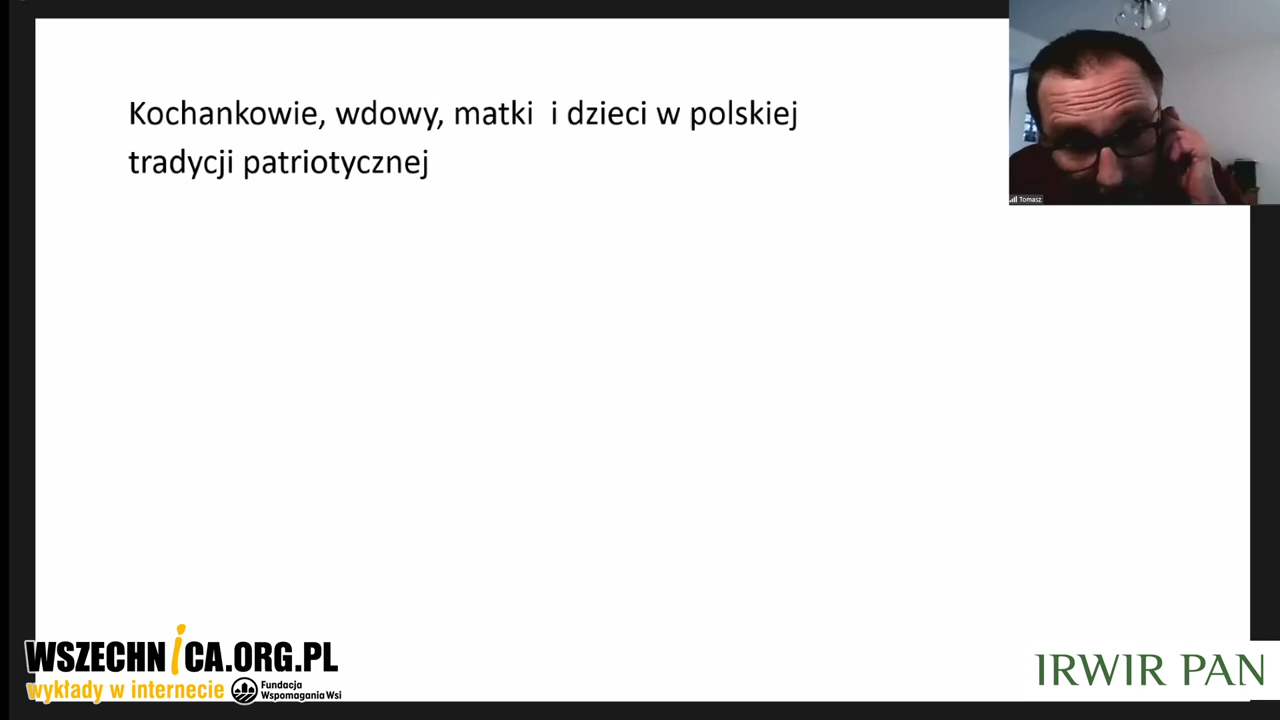 Kochankowie, wdowy, matki i dzieci w polskiej
tradycji patriotycznej
Tomasz
WSZECHNICA.ORG.PL
wykłady w internecie
Fundacja
Wspomagania Wsi
IRWIR PAN